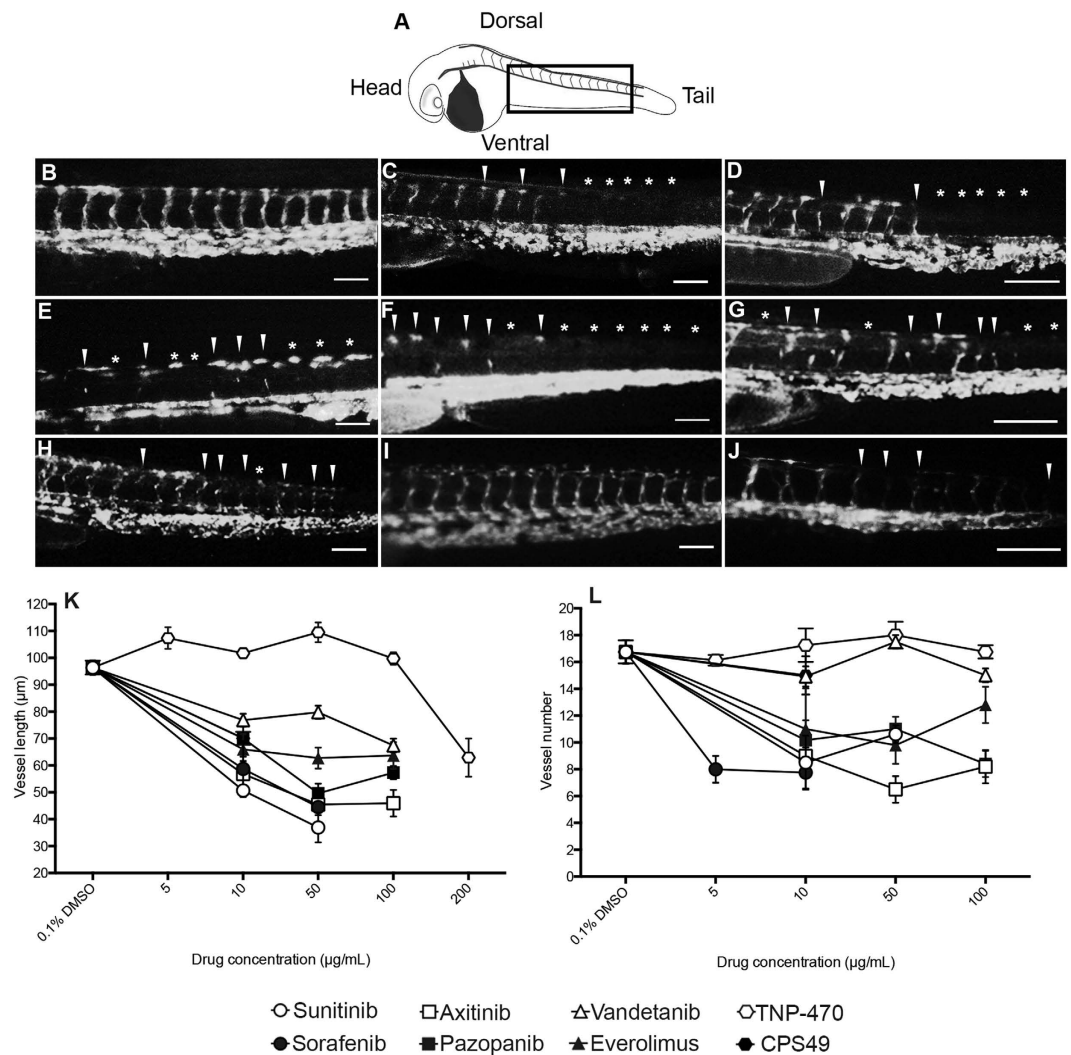 A
Dorsal
Head
Tail
Ventral
B
C
* * * * *
D
* * * * *
E
* * * * * *
F
* * * * * * *
G
* * * *
H
*
I
J
K
120
110
100
90
80
70
60
50
40
30
20
Vessel length (μm)
0.1% DMSO
5
10
50
100
200
Drug concentration (μg/mL)
L
20
18
16
14
12
10
8
6
4
2
0
Vessel number
0.1% DMSO
5
10
50
100
Drug concentration (μg/mL)
Sunitinib Axitinib Vandetanib TNP-470
Sorafenib Pazopanib Everolimus CPS49